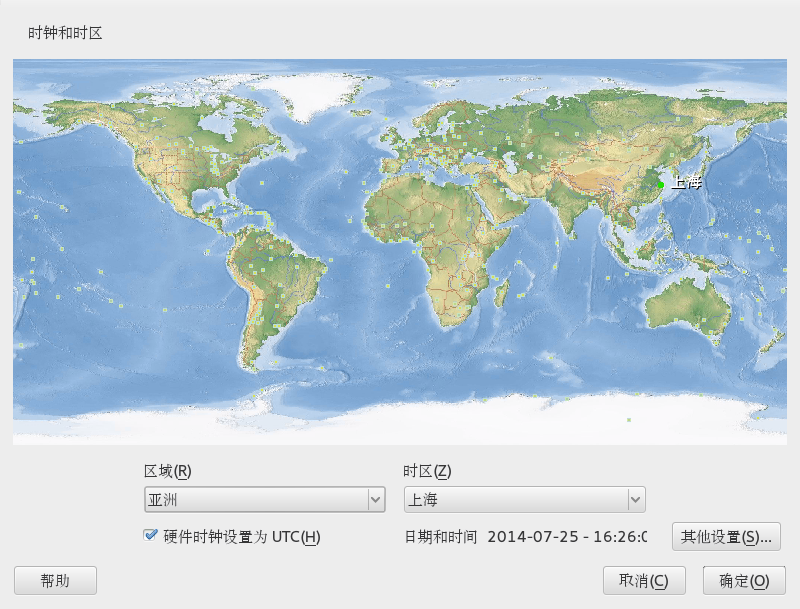 时钟和时区
上海
区域(R)
时区(Z)
亚洲
上海
硬件时钟设置为 UTC(H)
日期和时间 2014-07-25 - 16:26:0
其他设置(S)...
帮助
取消(C)
确定(O)